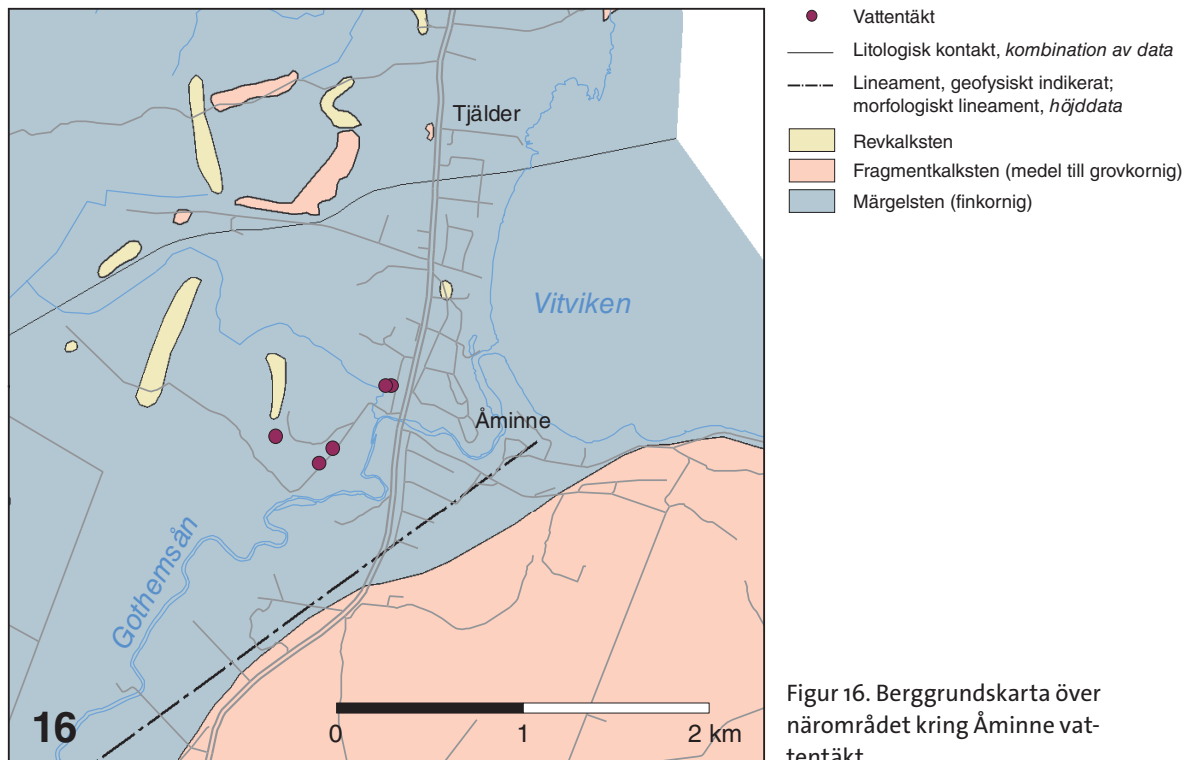 Tjälder
Vitviken
Åminne
Gothemsån
16
0
1
2 km
Vattentäkt
Litologisk kontakt, kombination av data
Lineament, geofysiskt indikerat;
morfologiskt lineament, höjddata
Revkalksten
Fragmentkalksten (medel till grovkornig)
Märgelsten (finkornig)
Figur 16. Berggrundskarta över
närområdet kring Åminne vat-
tentäkt